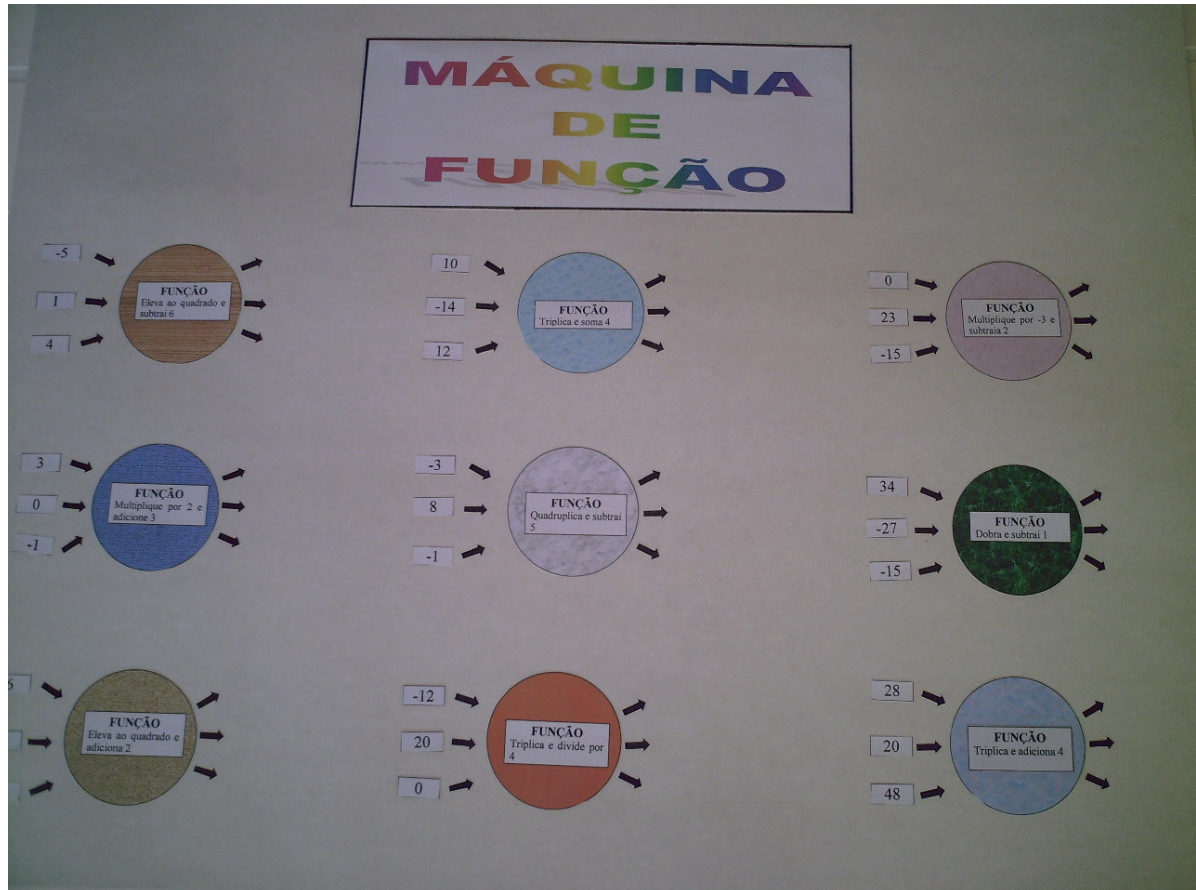 MÁQUINA
DE
FUNÇÃO
-5
1
4
FUNÇÃO
Eleva ao quadrado e
subtrai 6
10
-14
12
FUNÇÃO
Triplica e soma 4
0
23
-15
FUNÇÃO
Multiplique por -3 e
subtraia 2
3
0
-1
FUNÇÃO
Multiplique por 2 e
adicione 3
-3
8
-1
FUNÇÃO
Quadruplica e subtrai
5
34
-27
-15
FUNÇÃO
Dobra e subtrai 1
FUNÇÃO
Eleva ao quadrado e
adiciona 2
-12
20
0
FUNÇÃO
Triplica e divide por
4
28
20
48
FUNÇÃO
Triplica e adiciona 4